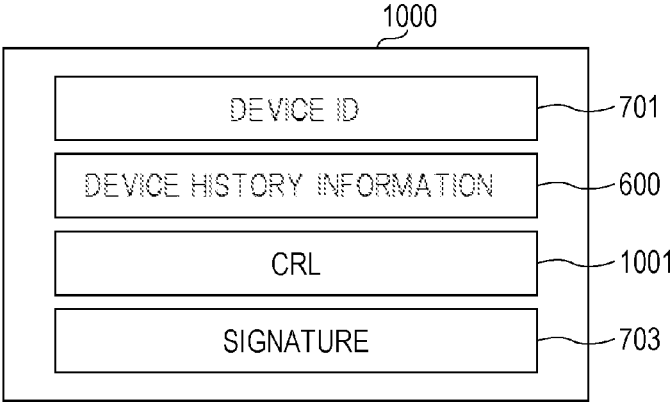 1000
DEVICE ID 701
DEVICE HISTORY INFORMATION 600
CRL 1001
SIGNATURE 703